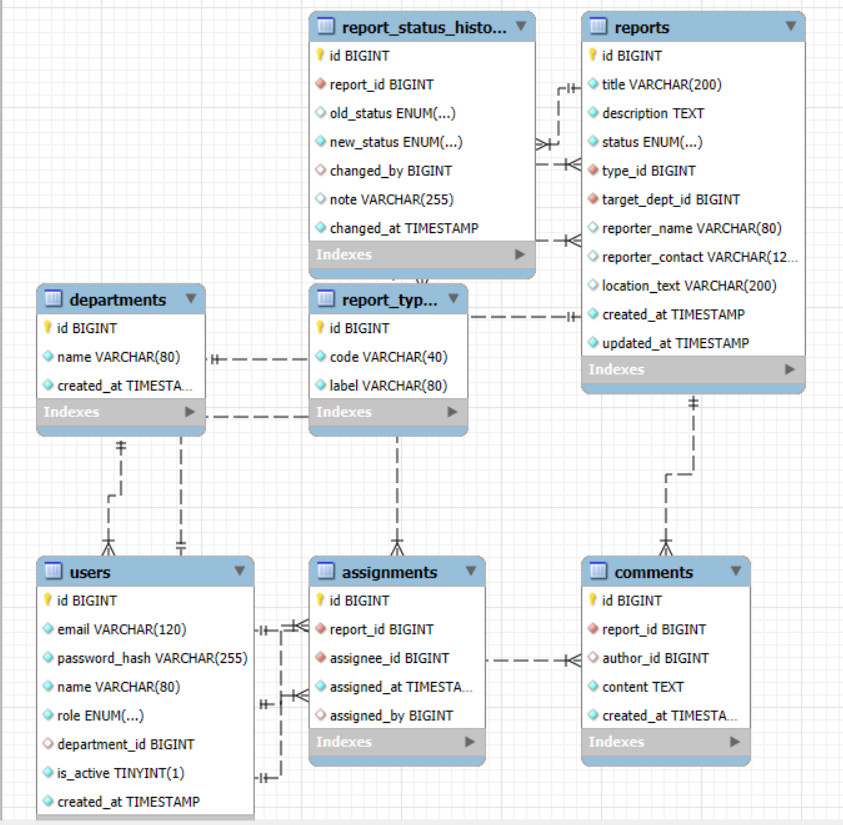 report_status_histo...
id BIGINT
report_id BIGINT
old_status ENUM(...)
new_status ENUM(...)
changed_by BIGINT
note VARCHAR(255)
changed_at TIMESTAMP
Indexes
reports
id BIGINT
title VARCHAR(200)
description TEXT
status ENUM(...)
type_id BIGINT
target_dept_id BIGINT
reporter_name VARCHAR(80)
reporter_contact VARCHAR(12...
location_text VARCHAR(200)
created_at TIMESTAMP
updated_at TIMESTAMP
Indexes
departments
id BIGINT
name VARCHAR(80)
created_at TIMESTA...
Indexes
report_typ...
id BIGINT
code VARCHAR(40)
label VARCHAR(80)
Indexes
users
id BIGINT
email VARCHAR(120)
password_hash VARCHAR(255)
name VARCHAR(80)
role ENUM(...)
department_id BIGINT
is_active TINYINT(1)
created_at TIMESTAMP
assignments
id BIGINT
report_id BIGINT
assignee_id BIGINT
assigned_at TIMESTA...
assigned_by BIGINT
Indexes
comments
id BIGINT
report_id BIGINT
author_id BIGINT
content TEXT
created_at TIMESTA...
Indexes